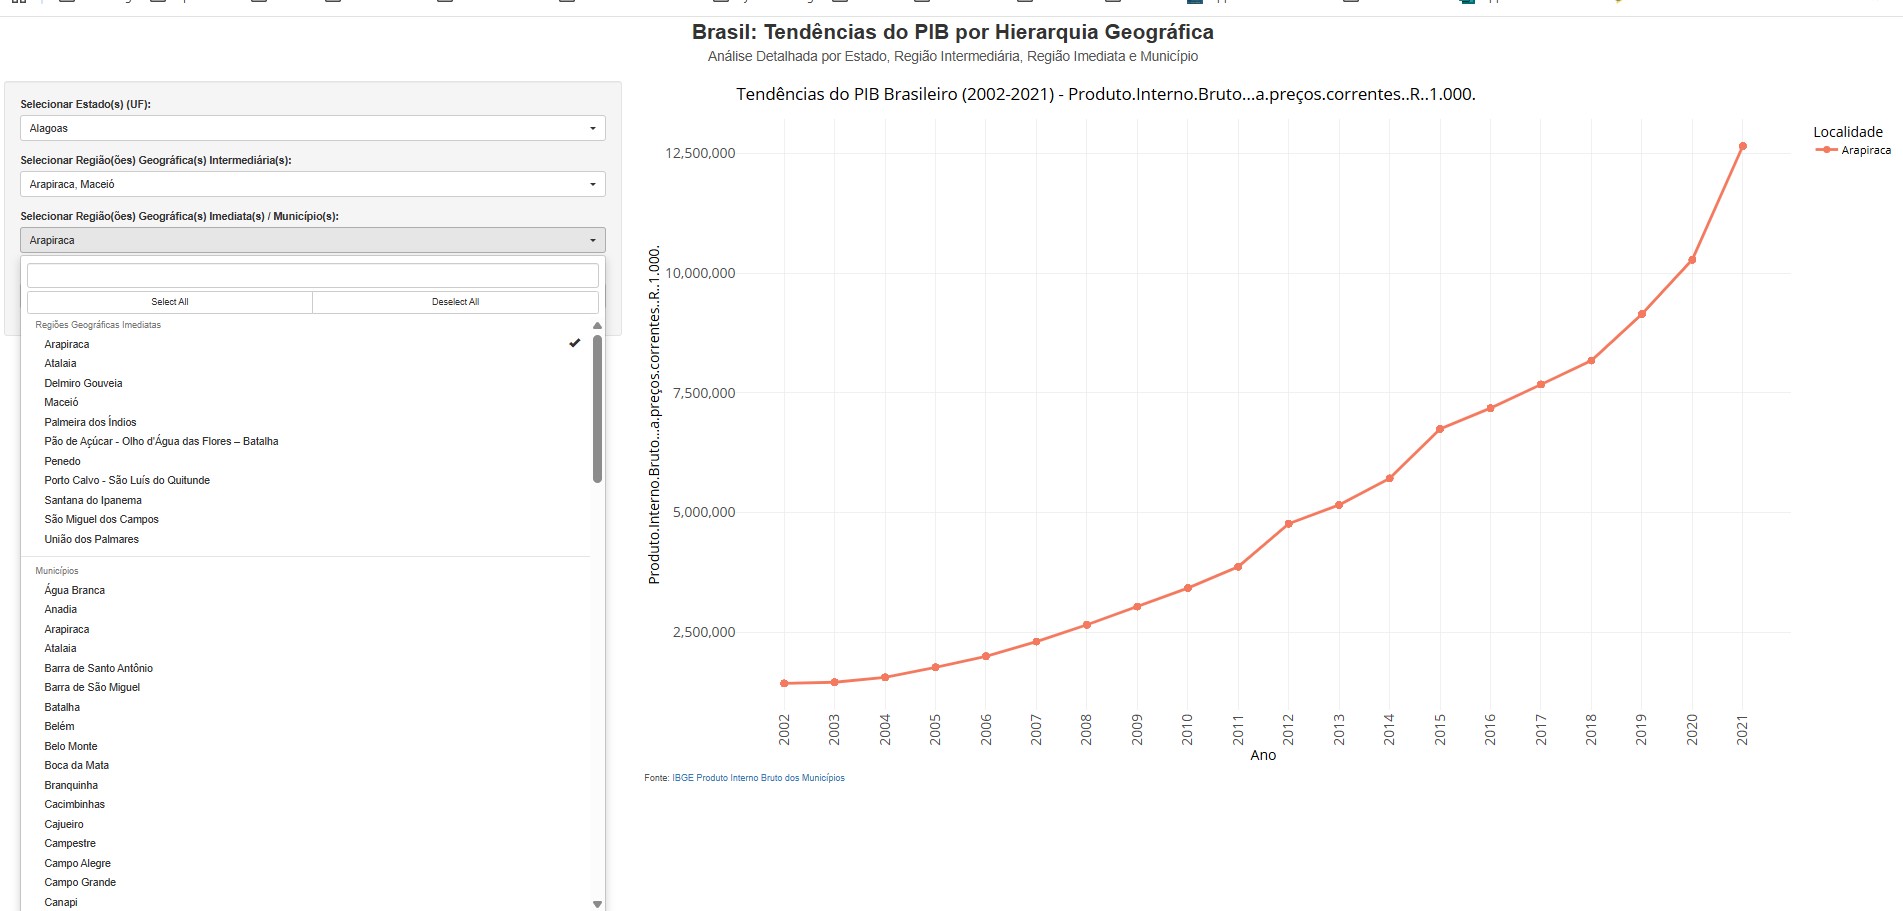 Brasil: Tendências do PIB por Hierarquia Geográfica
Análise Detalhada por Estado, Região Intermediária, Região Imediata e Município
Selecionar Estado(s) (UF):
Alagoas
Selecionar Região(ões) Geográfica(s) Intermediária(s):
Arapiraca, Maceió
Selecionar Região(ões) Geográfica(s) Imediata(s) / Município(s):
Arapiraca
Select All
Deselect All
Regiões Geográficas Imediatas
Arapiraca
Atalaia
Delmiro Gouveia
Maceió
Palmeira dos Índios
Pão de Açúcar - Olho d'Água das Flores – Batalha
Penedo
Porto Calvo - São Luís do Quitunde
Santana do Ipanema
São Miguel dos Campos
União dos Palmares
Municípios
Água Branca
Anadia
Arapiraca
Atalaia
Barra de Santo Antônio
Barra de São Miguel
Batalha
Belém
Belo Monte
Boca da Mata
Branquinha
Cacimbinhas
Cajueiro
Campestre
Campo Alegre
Campo Grande
Canapi
Tendências do PIB Brasileiro (2002-2021) - Produto.Interno.Bruto...a.preços.correntes..R..1.000.
Localidade
Arapiraca
Produto.Interno.Bruto...a.preços.correntes..R..1.000.
12,500,000
10,000,000
7,500,000
5,000,000
2,500,000
2002
2003
2004
2005
2006
2007
2008
2009
2010
2011
2012
2013
2014
2015
2016
2017
2018
2019
2020
2021
Ano
Fonte: IBGE Produto Interno Bruto dos Municípios